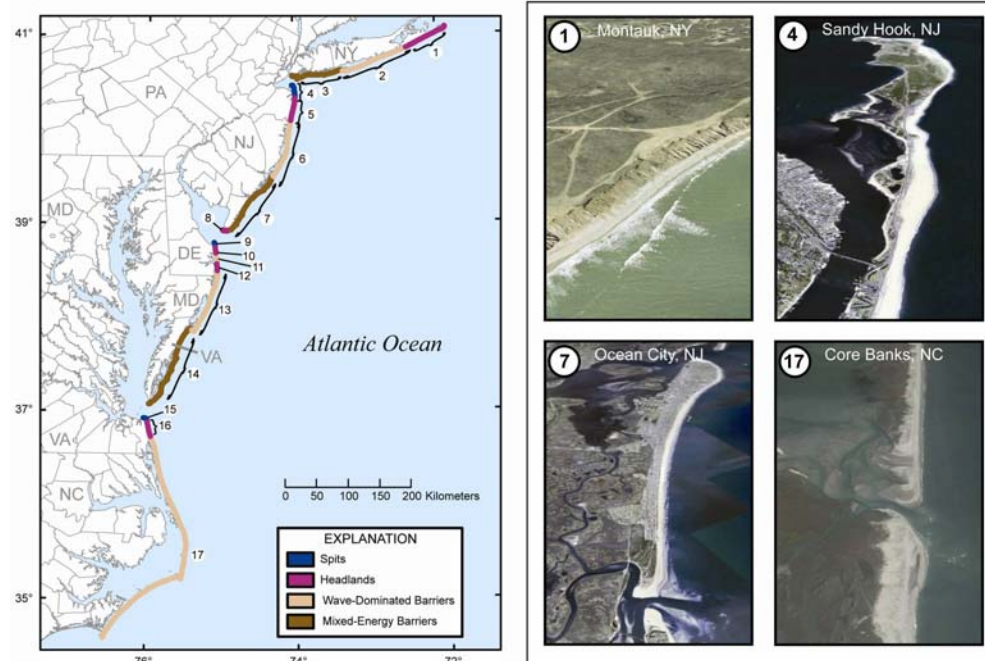 41°
39°
37°
35°
76°
74°
72°
NY
PA
NJ
MD
DE
MD
VA
VA
NC
1
2
3
4
5
6
7
8
9
10
11
12
13
14
15
16
17
Atlantic Ocean
0 50 100 150 200 Kilometers
EXPLANATION
Spits
Headlands
Wave-Dominated Barriers
Mixed-Energy Barriers
1 Montauk, NY
4 Sandy Hook, NJ
7 Ocean City, NJ
17 Core Banks, NC